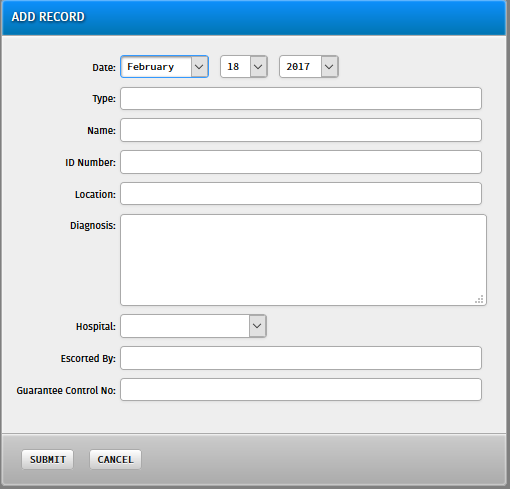 ADD RECORD
Date: February 18 2017
Type:
Name:
ID Number:
Location:
Diagnosis:
Hospital:
Escorted By:
Guarantee Control No:
SUBMIT CANCEL